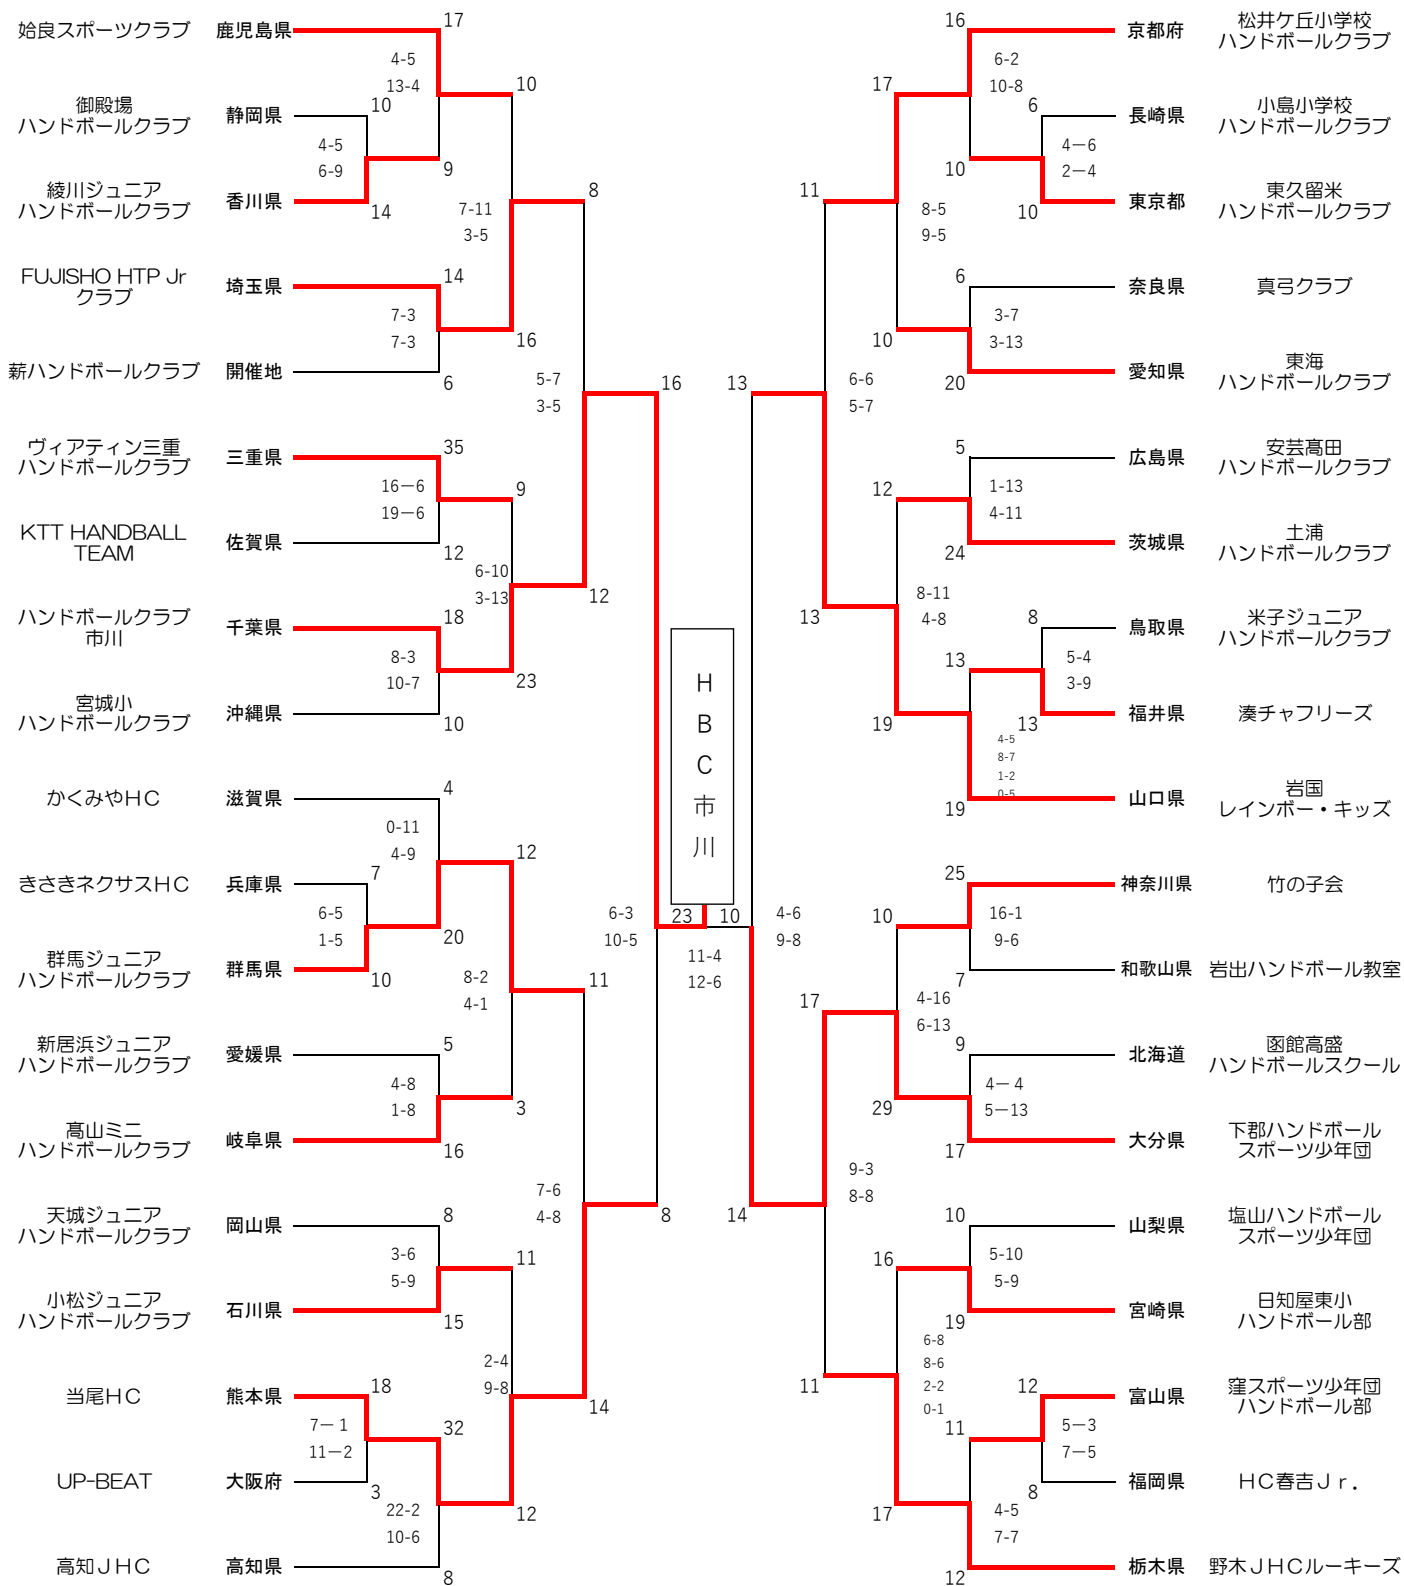 姶良スポーツクラブ
鹿児島県
17
4-5
13-4
10
御殿場
ハンドボールクラブ
静岡県
10
4-5
6-9
9
綾川ジュニア
ハンドボールクラブ
香川県
14
7-11
3-5
8
FUJISHO HTP Jr
クラブ
埼玉県
14
7-3
7-3
16
薪ハンドボールクラブ
開催地
6
5-7
3-5
16
ヴィアティン三重
ハンドボールクラブ
三重県
35
16ー6
19ー6
9
KTT HANDBALL
TEAM
佐賀県
12
6-10
3-13
12
ハンドボールクラブ
市川
千葉県
18
8-3
10-7
23
宮城小
ハンドボールクラブ
沖縄県
10
かくみやHC
滋賀県
4
0-11
4-9
12
きさきネクサスHC
兵庫県
7
6-5
1-5
20
群馬ジュニア
ハンドボールクラブ
群馬県
10
8-2
4-1
11
6-3
10-5
新居浜ジュニア
ハンドボールクラブ
愛媛県
5
4-8
1-8
3
髙山ミニ
ハンドボールクラブ
岐阜県
16
7-6
4-8
8
天城ジュニア
ハンドボールクラブ
岡山県
8
3-6
5-9
11
小松ジュニア
ハンドボールクラブ
石川県
15
2-4
9-8
14
当尾HC
熊本県
18
7ー 1
11ー2
32
UP-BEAT
大阪府
3
22-2
10-6
12
高知JHC
高知県
8
H
B
C
市
川
23
10
11-4
12-6
16
京都府
松井ケ丘小学校
ハンドボールクラブ
6-2
10-8
17
6
長崎県
小島小学校
ハンドボールクラブ
4ー6
2ー4
10
11
10
東京都
東久留米
ハンドボールクラブ
8-5
9-5
6
奈良県
真弓クラブ
3-7
3-13
10
20
愛知県
東海
ハンドボールクラブ
13
6-6
5-7
5
広島県
安芸髙田
ハンドボールクラブ
1-13
4-11
12
24
茨城県
土浦
ハンドボールクラブ
8-11
4-8
13
8
鳥取県
米子ジュニア
ハンドボールクラブ
5-4
3-9
13
19
13
福井県
湊チャフリーズ
4-5
8-7
1-2
0-5
19
山口県
岩国
レインボー・キッズ
25
神奈川県
竹の子会
16-1
9-6
10
4-6
9-8
7
和歌山県
岩出ハンドボール教室
17
4-16
6-13
9
北海道
函館高盛
ハンドボールスクール
4ー 4
5ー13
29
17
大分県
下郡ハンドボール
スポーツ少年団
9-3
8-8
14
10
山梨県
塩山ハンドボール
スポーツ少年団
5-10
5-9
16
19
宮崎県
日知屋東小
ハンドボール部
6-8
8-6
2-2
0-1
11
12
富山県
窪スポーツ少年団
ハンドボール部
5ー3
7ー5
11
8
福岡県
HC春吉Jr.
4-5
7-7
17
12
栃木県
野木JHCルーキーズ